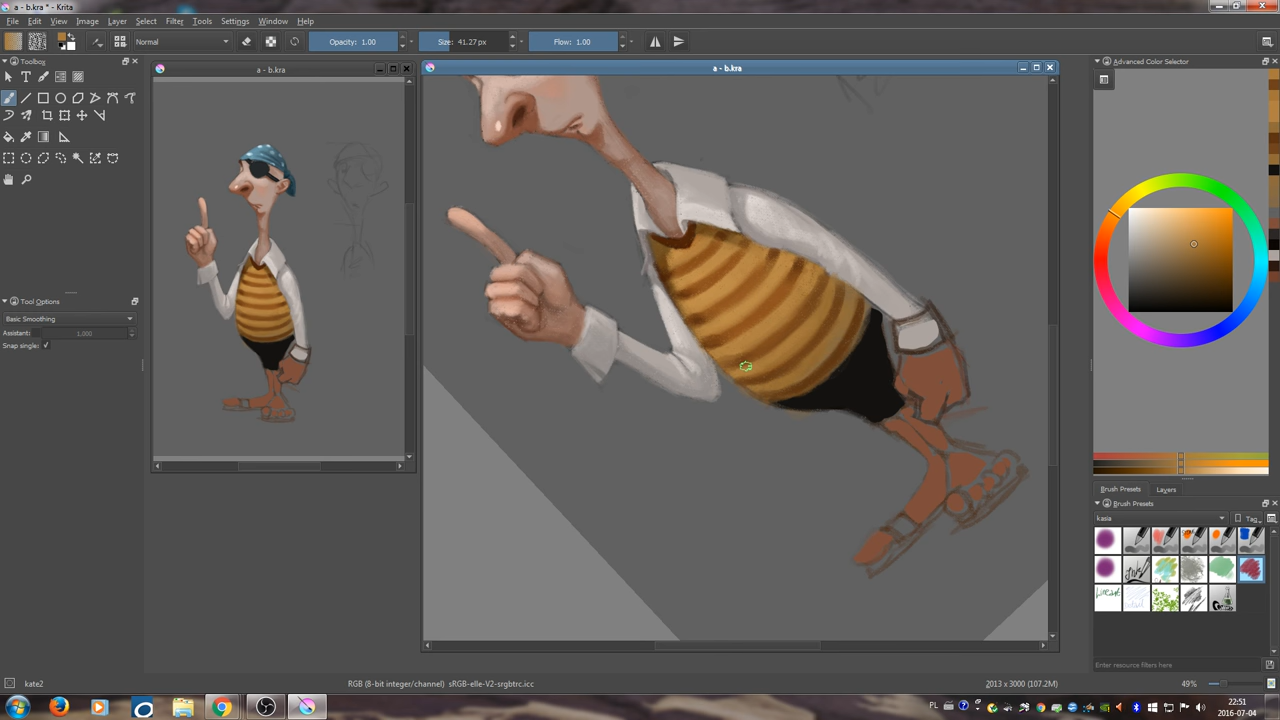 a - b.kra * - Krita
File Edit View Image Layer Select Filter Tools Settings Window Help
Normal Opacity: 1.00 Size: 41.27 px Flow: 1.00
Toolbox
a - b.kra
a - b.kra
Advanced Color Selector
Tool Options
Basic Smoothing
Assistant: 1,000
Snap single:
Brush Presets Layers
Brush Presets
kasia Tag
Enter resource filters here
kate2 RGB (8-bit integer/channel) sRGB-elle-V2-srgbtrc.icc 2013 x 3000 (107.2M) 49%
PL 22:51
2016-07-04